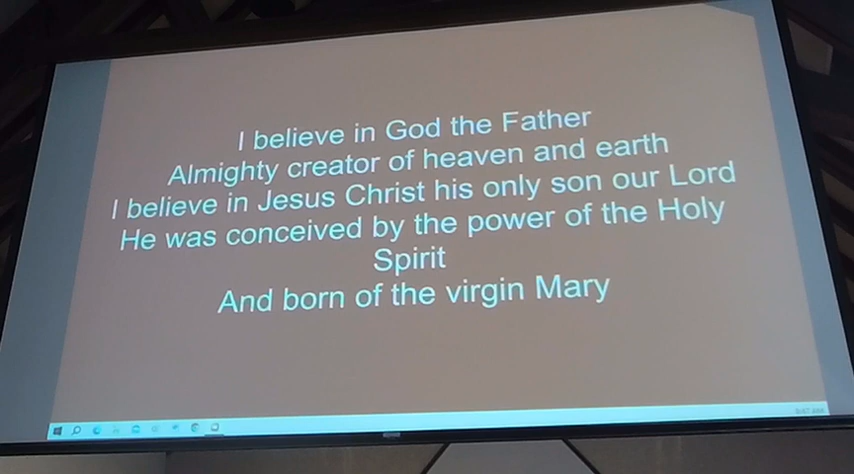 I believe in God the Father
Almighty creator of heaven and earth
I believe in Jesus Christ his only son our Lord
He was conceived by the power of the Holy
Spirit
And born of the virgin Mary